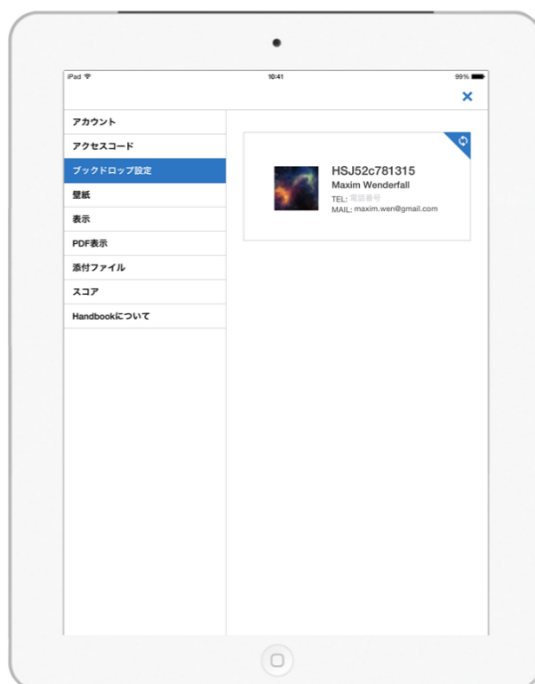 iPad
10:41
99%
アカウント
アクセスコード
ブックドロップ設定
壁紙
表示
PDF表示
添付ファイル
スコア
Handbookについて
HSJ52c781315
Maxim Wenderfall
TEL: 電話番号
MAIL: maxim.wen@gmail.com